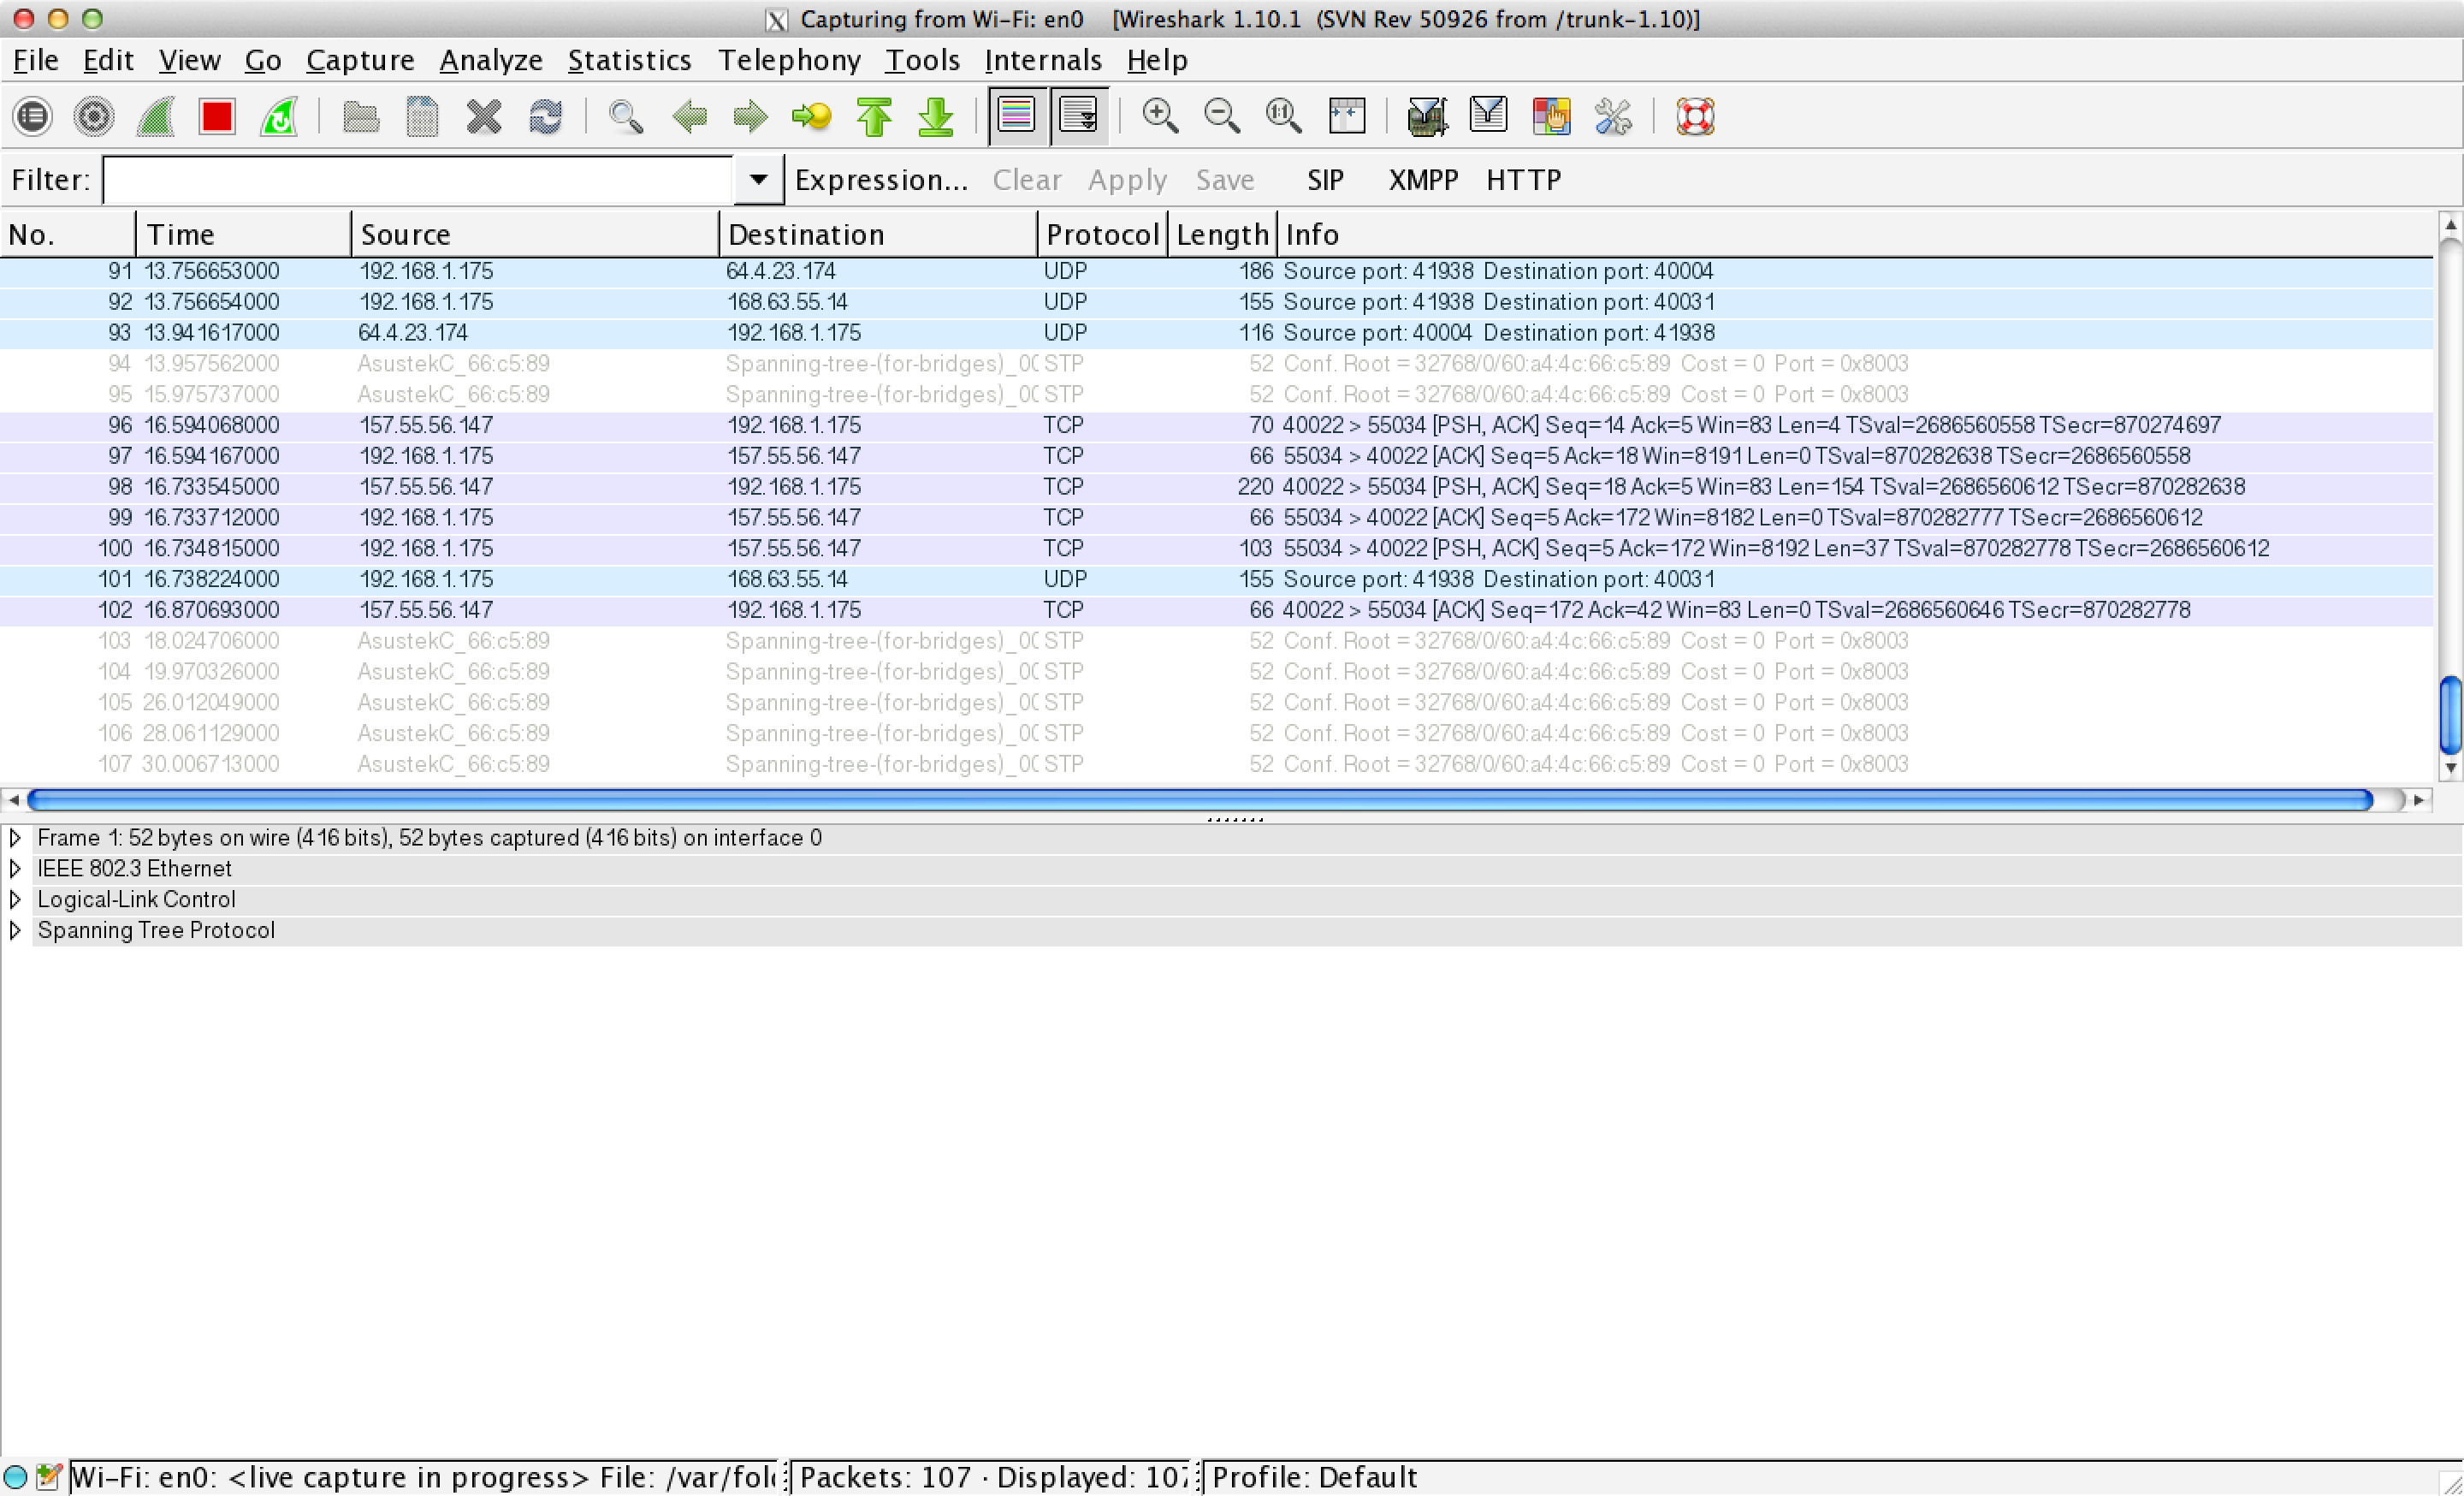 Capturing from Wi-Fi: en0 [Wireshark 1.10.1 (SVN Rev 50926 from /trunk-1.10)]
File Edit View Go Capture Analyze Statistics Telephony Tools Internals Help
Filter: Expression... Clear Apply Save SIP XMPP HTTP
No. Time Source Destination Protocol Length Info
91 13.756653000 192.168.1.175 64.4.23.174 UDP 186 Source port: 41938 Destination port: 40004
92 13.756654000 192.168.1.175 168.63.55.14 UDP 155 Source port: 41938 Destination port: 40031
93 13.941617000 64.4.23.174 192.168.1.175 UDP 116 Source port: 40004 Destination port: 41938
94 13.957562000 AsustekC_66:c5:89 Spanning-tree-(for-bridges)_00 STP 52 Conf. Root = 32768/0/60:a4:4c:66:c5:89 Cost = 0 Port = 0x8003
95 15.975737000 AsustekC_66:c5:89 Spanning-tree-(for-bridges)_00 STP 52 Conf. Root = 32768/0/60:a4:4c:66:c5:89 Cost = 0 Port = 0x8003
96 16.594068000 157.55.56.147 192.168.1.175 TCP 70 40022 > 55034 [PSH, ACK] Seq=14 Ack=5 Win=83 Len=4 TSval=2686560558 TSecr=870274697
97 16.594167000 192.168.1.175 157.55.56.147 TCP 66 55034 > 40022 [ACK] Seq=5 Ack=18 Win=8191 Len=0 TSval=870282638 TSecr=2686560558
98 16.733545000 157.55.56.147 192.168.1.175 TCP 220 40022 > 55034 [PSH, ACK] Seq=18 Ack=5 Win=83 Len=154 TSval=2686560612 TSecr=870282638
99 16.733712000 192.168.1.175 157.55.56.147 TCP 66 55034 > 40022 [ACK] Seq=5 Ack=172 Win=8182 Len=0 TSval=870282777 TSecr=2686560612
100 16.734815000 192.168.1.175 157.55.56.147 TCP 103 55034 > 40022 [PSH, ACK] Seq=5 Ack=172 Win=8192 Len=37 TSval=870282778 TSecr=2686560612
101 16.738224000 192.168.1.175 168.63.55.14 UDP 155 Source port: 41938 Destination port: 40031
102 16.870693000 157.55.56.147 192.168.1.175 TCP 66 40022 > 55034 [ACK] Seq=172 Ack=42 Win=83 Len=0 TSval=2686560646 TSecr=870282778
103 18.024706000 AsustekC_66:c5:89 Spanning-tree-(for-bridges)_00 STP 52 Conf. Root = 32768/0/60:a4:4c:66:c5:89 Cost = 0 Port = 0x8003
104 19.970326000 AsustekC_66:c5:89 Spanning-tree-(for-bridges)_00 STP 52 Conf. Root = 32768/0/60:a4:4c:66:c5:89 Cost = 0 Port = 0x8003
105 26.012049000 AsustekC_66:c5:89 Spanning-tree-(for-bridges)_00 STP 52 Conf. Root = 32768/0/60:a4:4c:66:c5:89 Cost = 0 Port = 0x8003
106 28.061129000 AsustekC_66:c5:89 Spanning-tree-(for-bridges)_00 STP 52 Conf. Root = 32768/0/60:a4:4c:66:c5:89 Cost = 0 Port = 0x8003
107 30.006713000 AsustekC_66:c5:89 Spanning-tree-(for-bridges)_00 STP 52 Conf. Root = 32768/0/60:a4:4c:66:c5:89 Cost = 0 Port = 0x8003
Frame 1: 52 bytes on wire (416 bits), 52 bytes captured (416 bits) on interface 0
IEEE 802.3 Ethernet
Logical-Link Control
Spanning Tree Protocol
Wi-Fi: en0: <live capture in progress> File: /var/fol Packets: 107 · Displayed: 107 Profile: Default